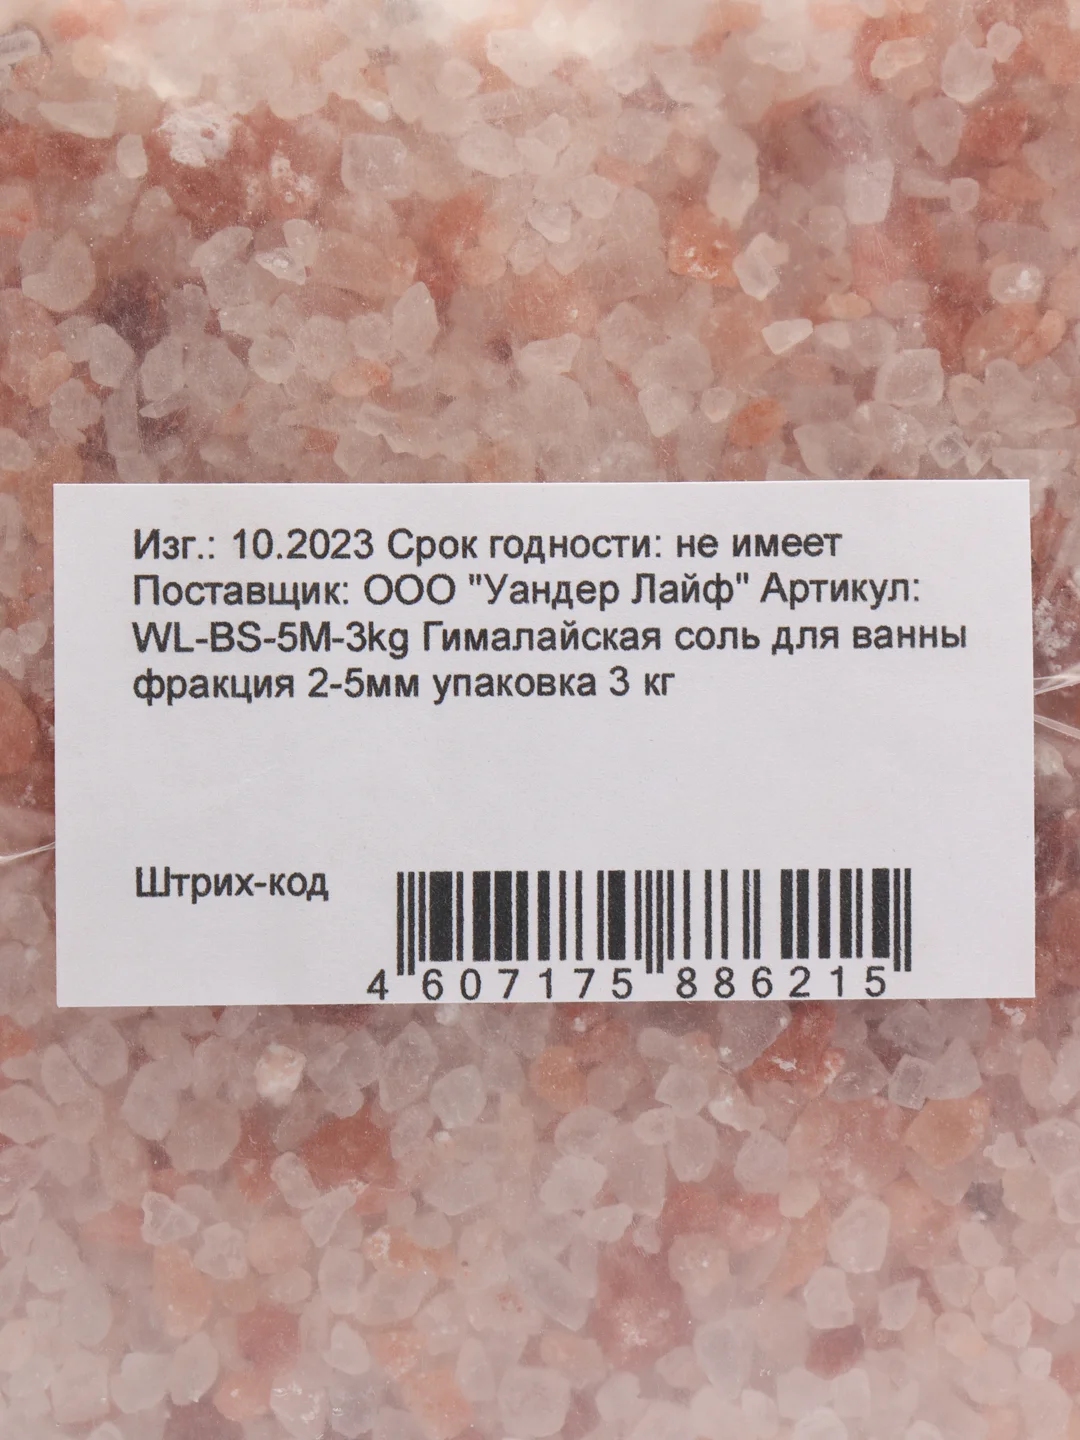 Изг.: 10.2023 Срок годности: не имеет
Поставщик: ООО "Уандер Лайф" Артикул:
WL-BS-5M-3kg Гималайская соль для ванны
фракция 2-5мм упаковка 3 кг
Штрих-код
4 607175 886215